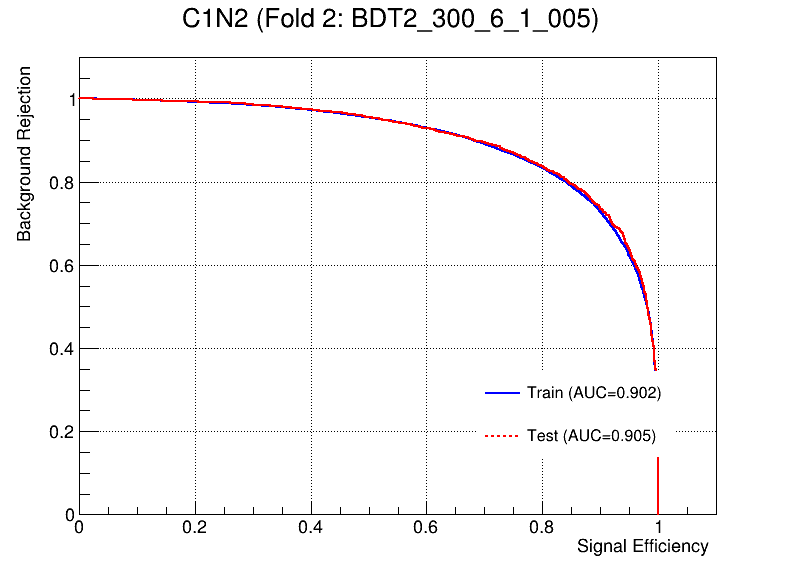 C1N2 (Fold 2: BDT2_300_6_1_005)
Background Rejection
1
0.8
0.6
0.4
0.2
0
Train (AUC=0.902)
Test (AUC=0.905)
0 0.2 0.4 0.6 0.8 1
Signal Efficiency